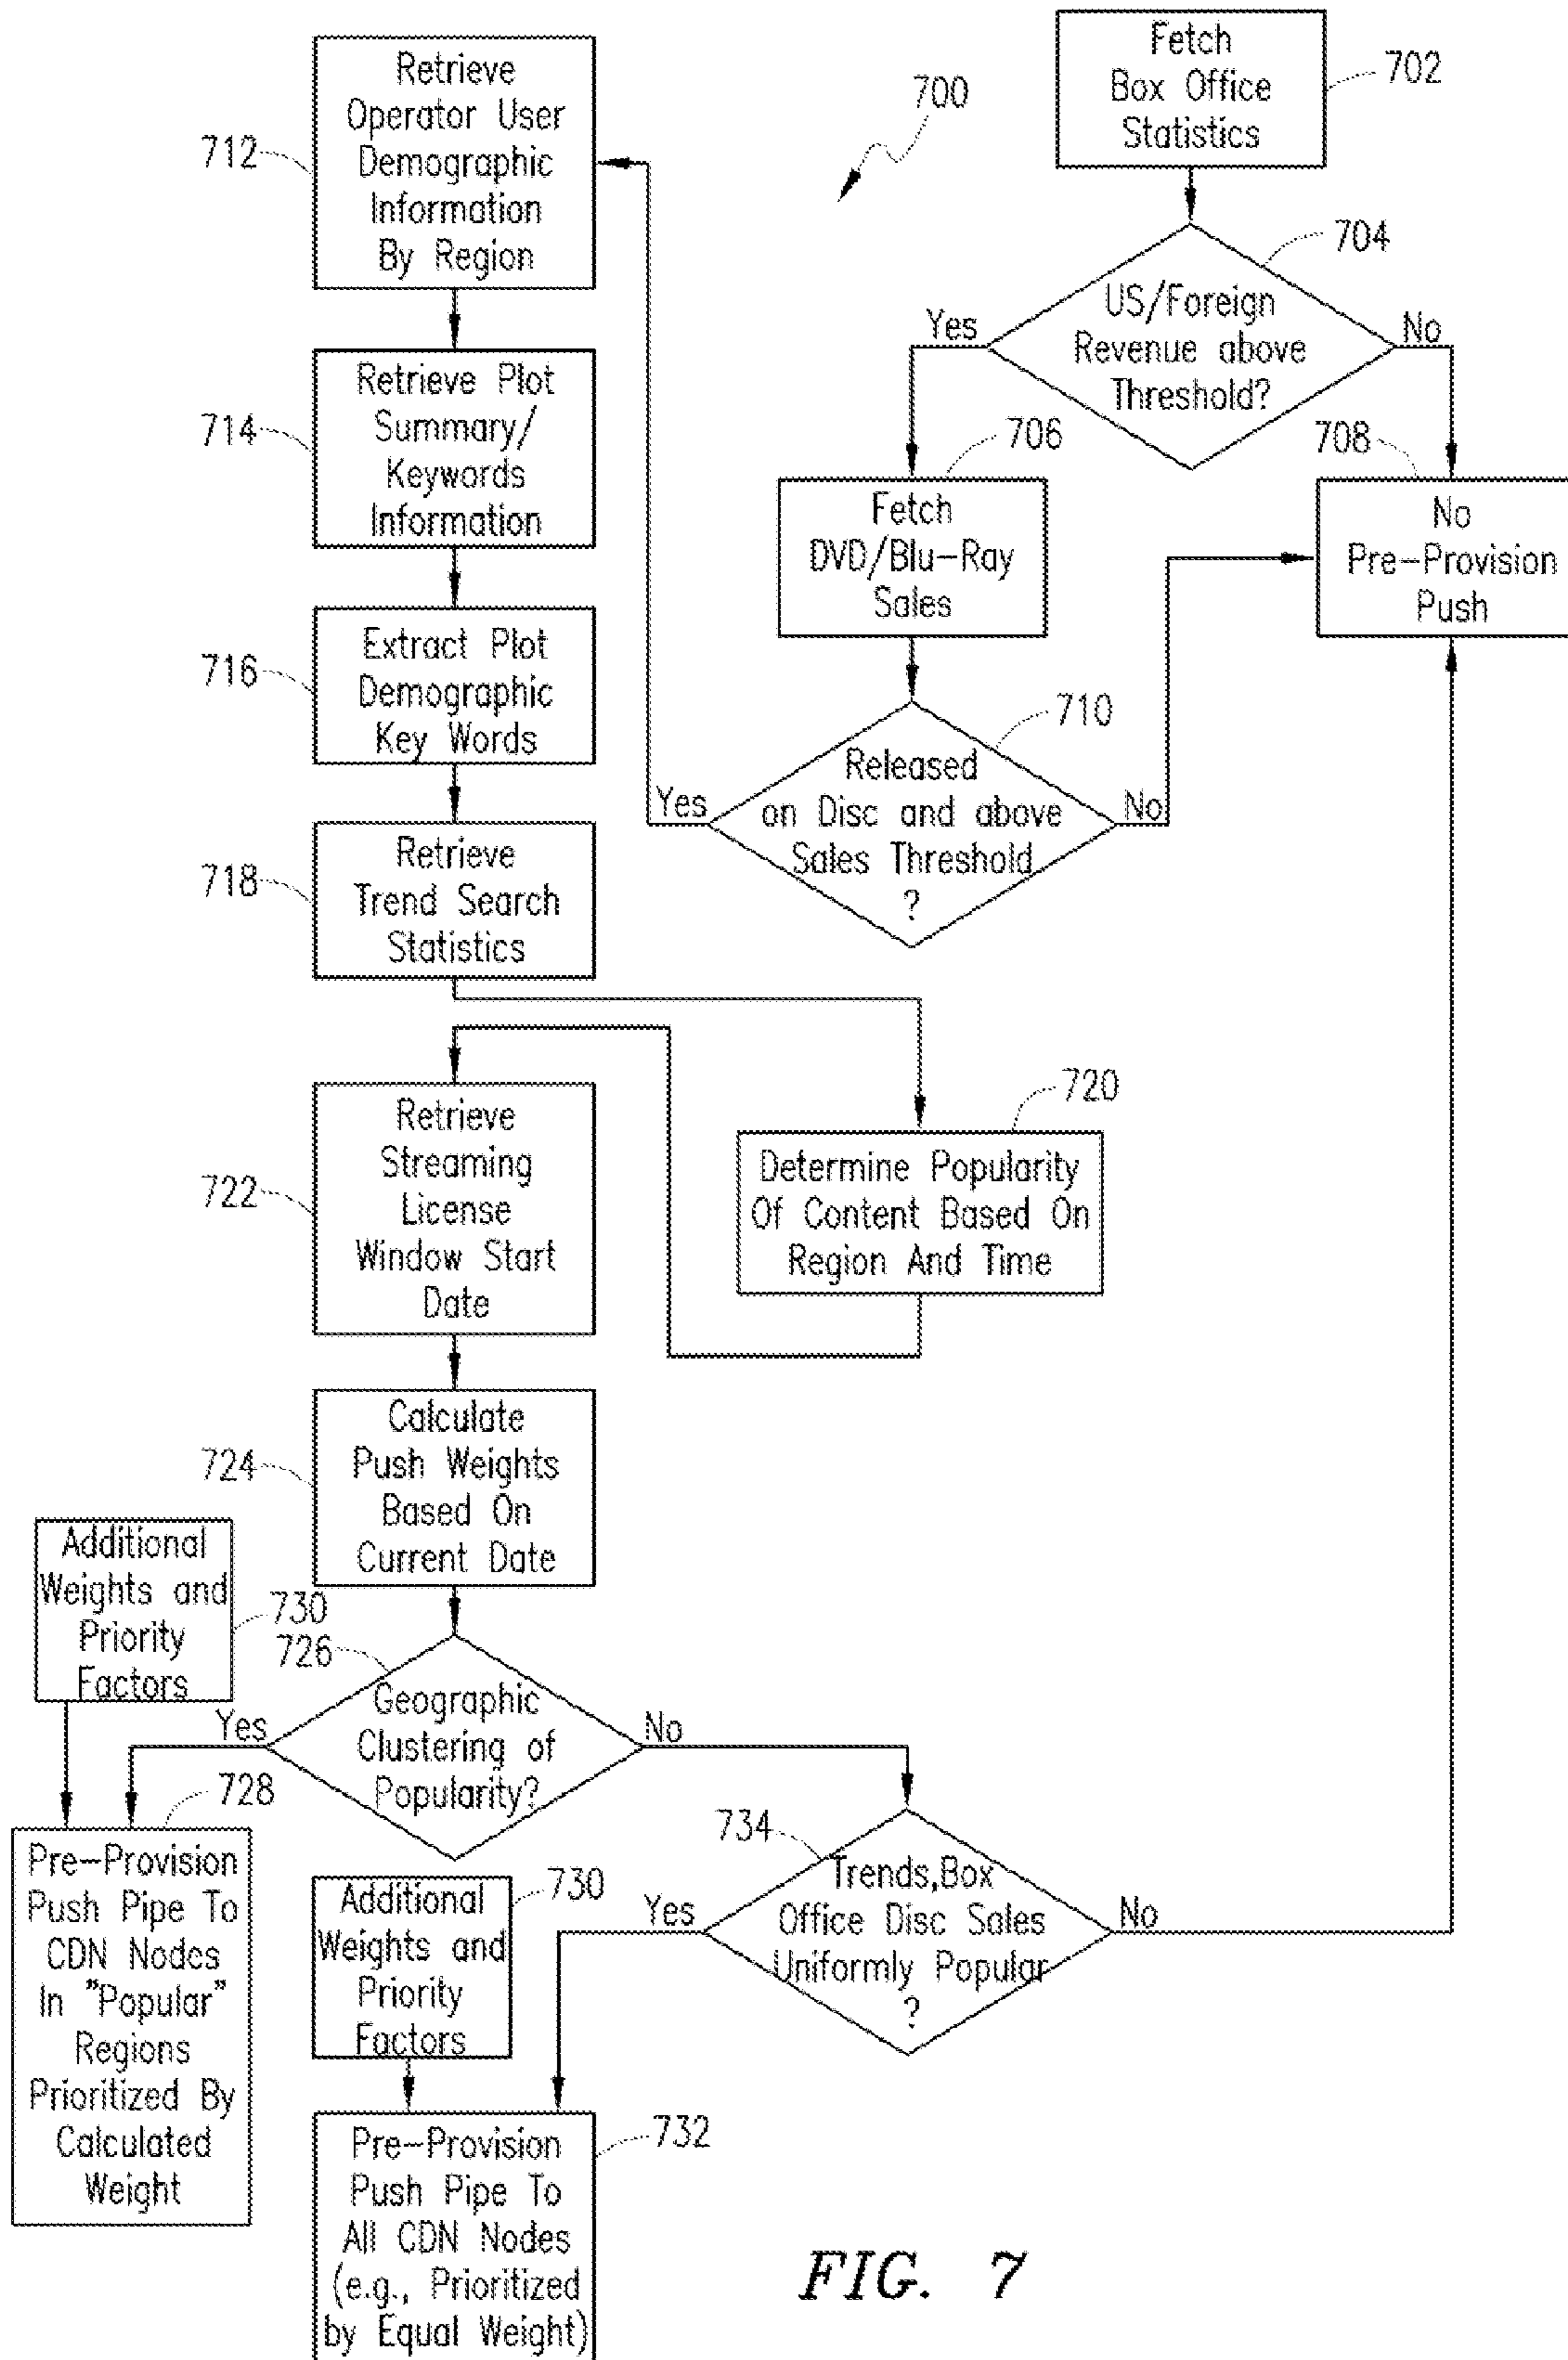 700
Fetch
Box Office
Statistics
702
US/Foreign
Revenue above
Threshold?
704
Yes
No
Fetch
DVD/Blu-Ray
Sales
706
No
Pre-Provision
Push
708
Released
on Disc and above
Sales Threshold
?
710
Yes
No
Retrieve
Operator User
Demographic
Information
By Region
712
Retrieve Plot
Summary/
Keywords
Information
714
Extract Plot
Demographic
Key Words
716
Retrieve
Trend Search
Statistics
718
Determine Popularity
Of Content Based On
Region And Time
720
Retrieve
Streaming
License
Window Start
Date
722
Calculate
Push Weights
Based On
Current Date
724
Geographic
Clustering of
Popularity?
726
Yes
No
Additional
Weights and
Priority
Factors
730
Pre-Provision
Push Pipe To
CDN Nodes
In "Popular"
Regions
Prioritized By
Calculated
Weight
728
Trends,Box
Office Disc Sales
Uniformly Popular
?
734
Yes
No
Additional
Weights and
Priority
Factors
730
Pre-Provision
Push Pipe To
All CDN Nodes
(e.g., Prioritized
by Equal Weight)
732
FIG. 7